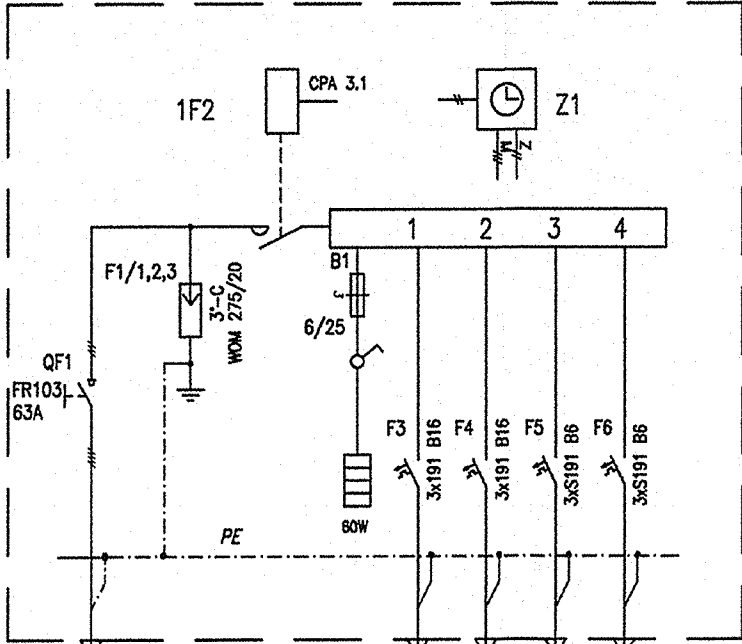 CPA 3.1
1F2
Z1
M
Z
1 2 3 4
B1
F1/1,2,3
3*-C
WOM 275/20
3
6/25
QF1
FR103
63A
F3
3x191 B16
F4
3x191 B16
F5
3xS191 B6
F6
3xS191 B6
60W
PE